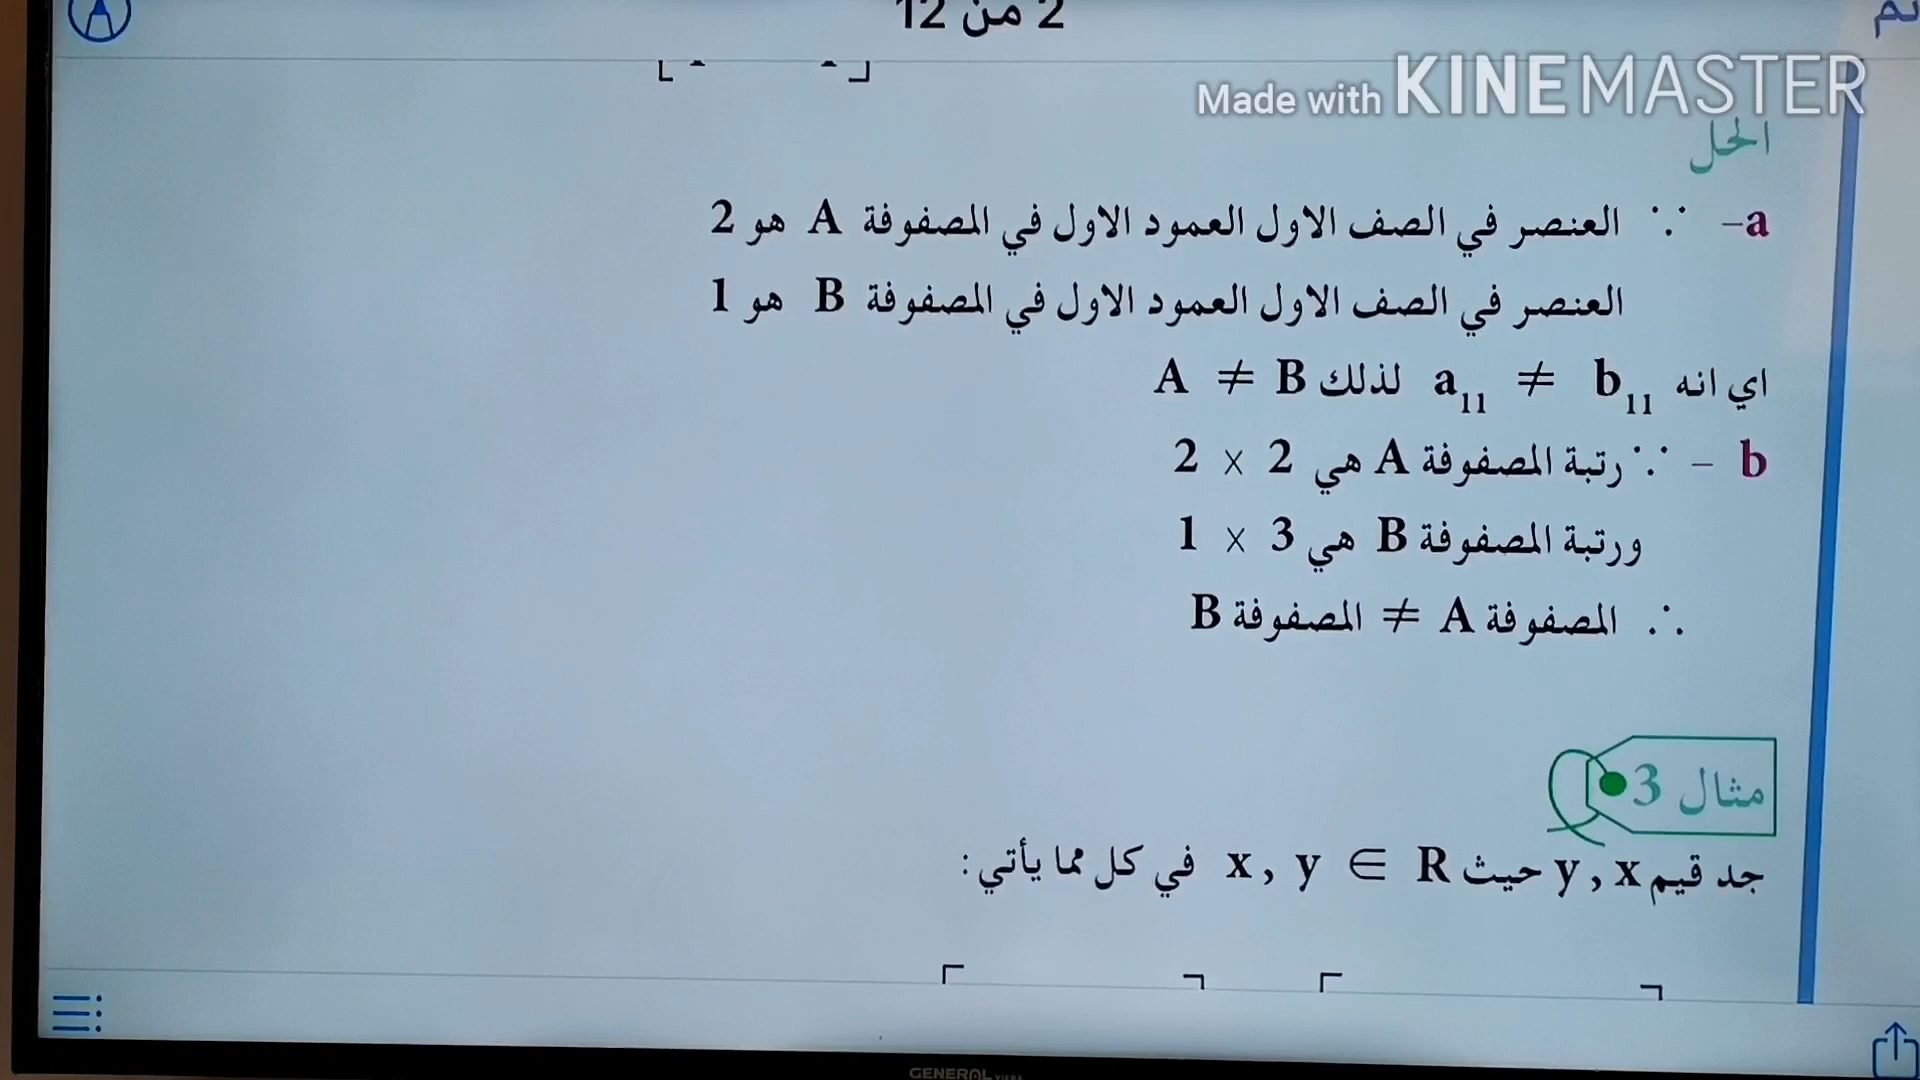 2 من 12
تم
Made with KINEMASTER
الحل
a- ∵ العنصر في الصف الاول العمود الاول في المصفوفة A هو 2
العنصر في الصف الاول العمود الاول في المصفوفة B هو 1
اي انه a₁₁ ≠ b₁₁ لذلك A ≠ B
b - ∵ رتبة المصفوفة A هي 2 × 2
ورتبة المصفوفة B هي 3 × 1
∴ المصفوفة A ≠ المصفوفة B
مثال 3
جد قيم y , x حيث x , y ∈ R في كل مما يأتي:
GENERAL